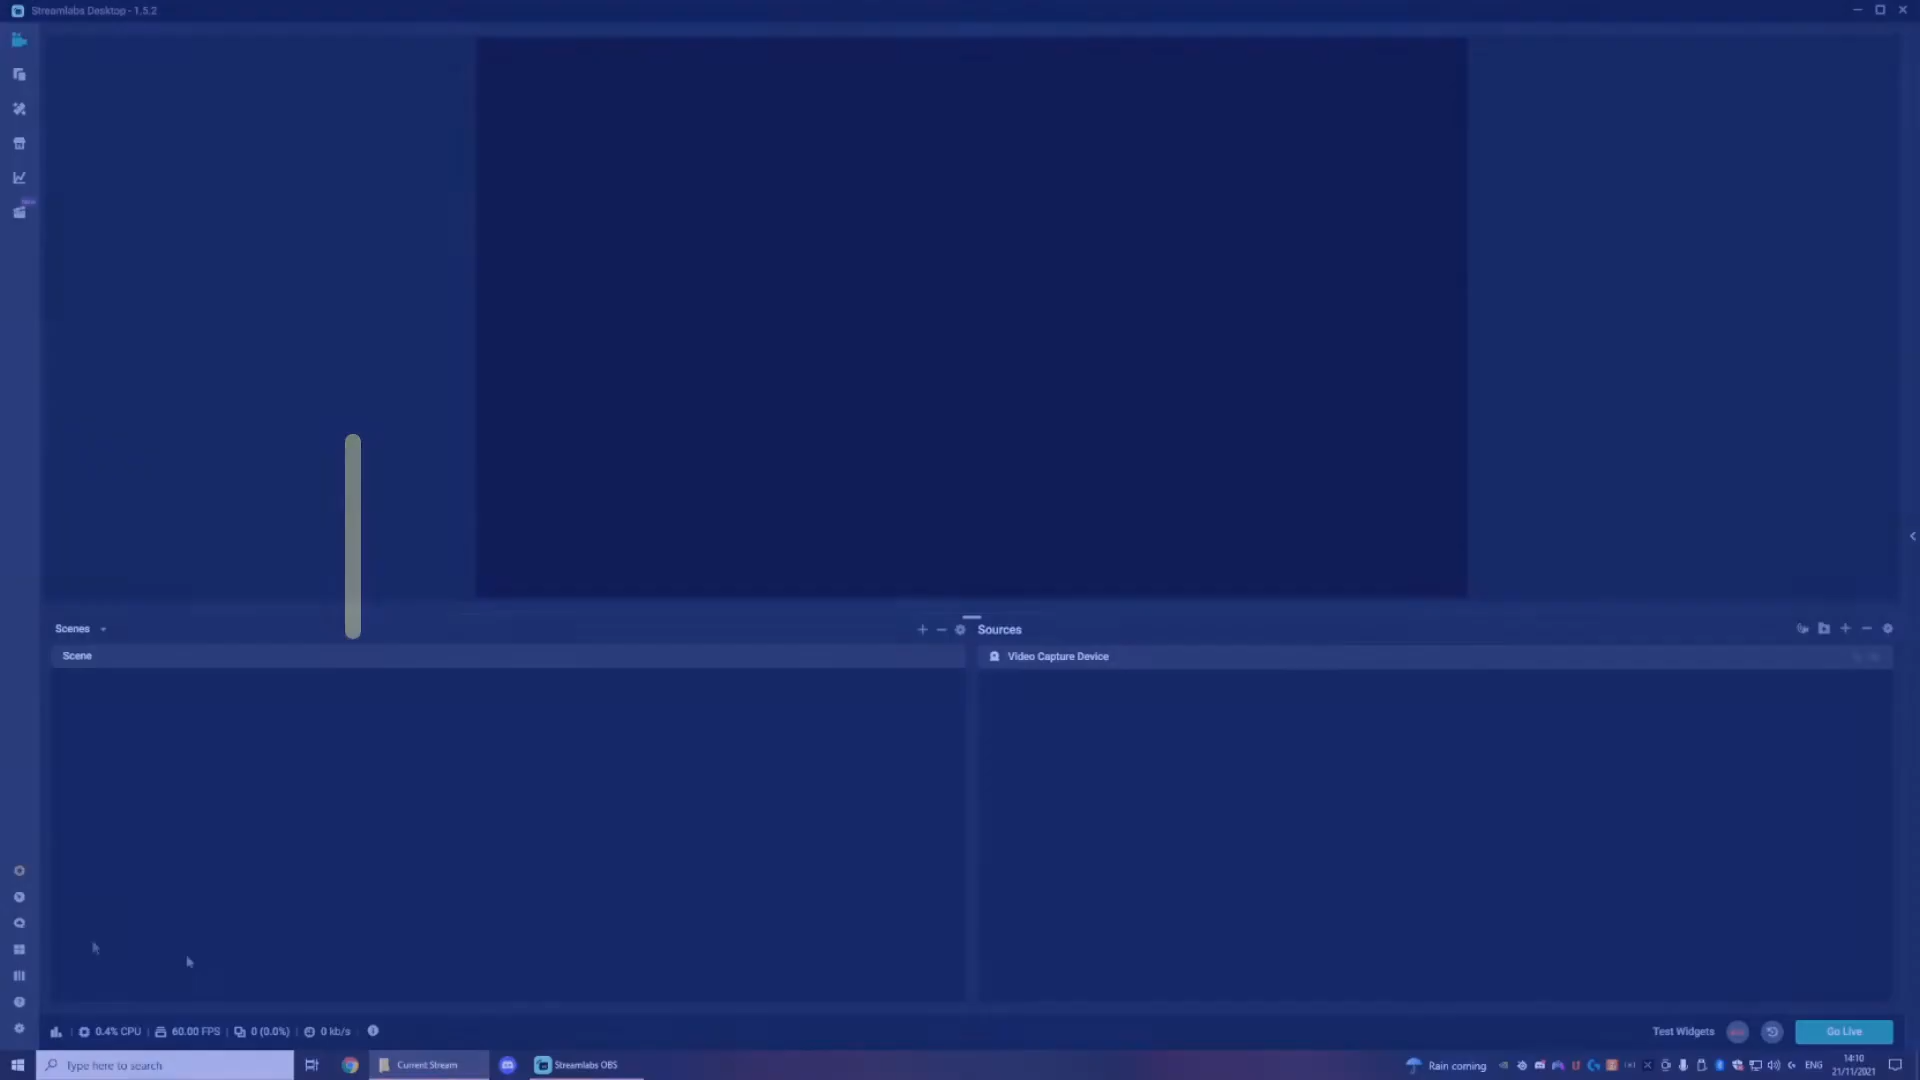 Streamlabs Desktop - 1.5.2
Scenes
Sources
Scene
Video Capture Device
0.4% CPU
60.00 FPS
0 (0.0%)
0 kb/s
Test Widgets
Go Live
Type here to search
Current Stream
Streamlabs OBS
Rain coming
ENG
14:10
21/11/2021